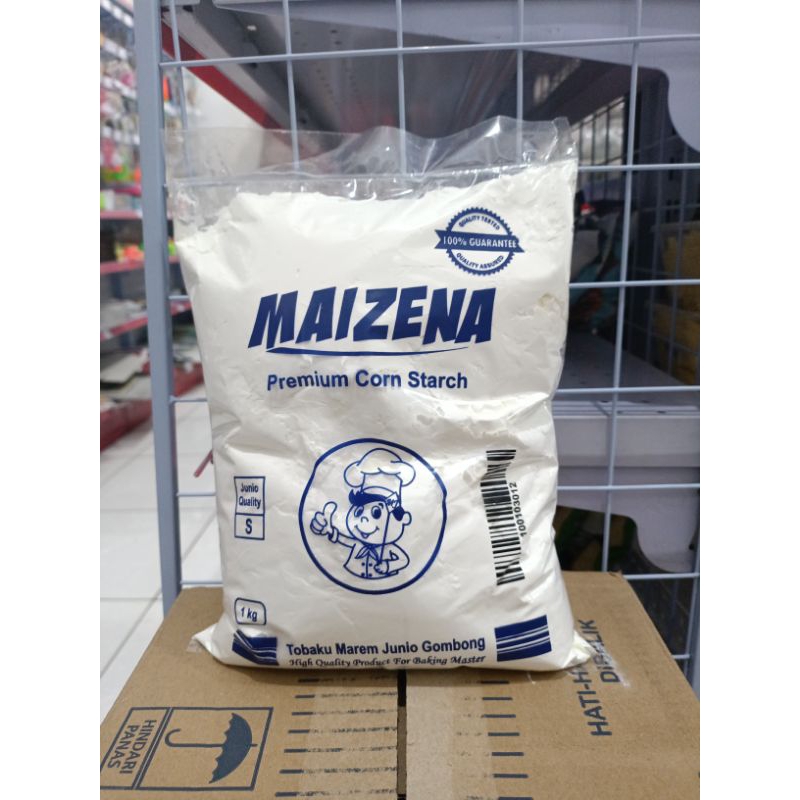 QUALITY TESTED
100% GUARANTEE
QUALITY ASSURED
MAIZENA
Premium Corn Starch
Junio
Quality
S
100103012
1 kg
Tobaku Marem Junio Gombong
High Quality Product For Baking Master
HINDARI
PANAS